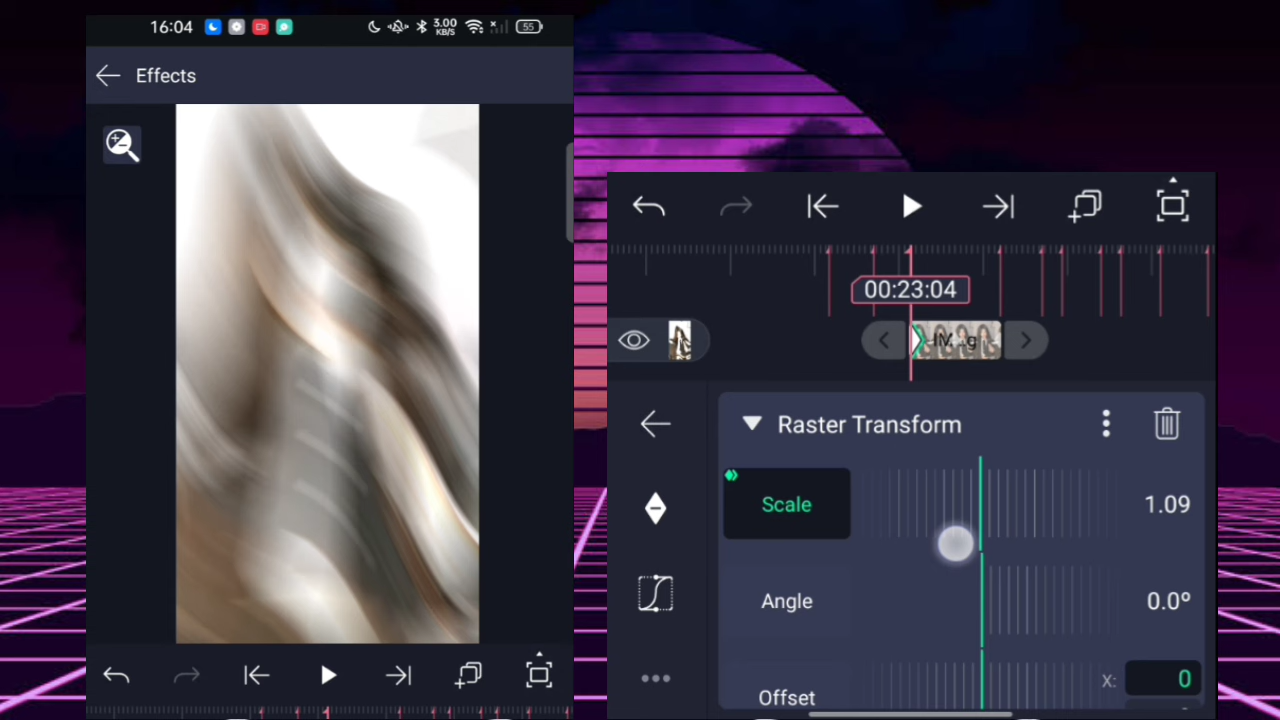 16:04
3.00
KB/S
55
Effects
00:23:04
Raster Transform
Scale
1.09
Angle
0.0º
Offset
X:
0